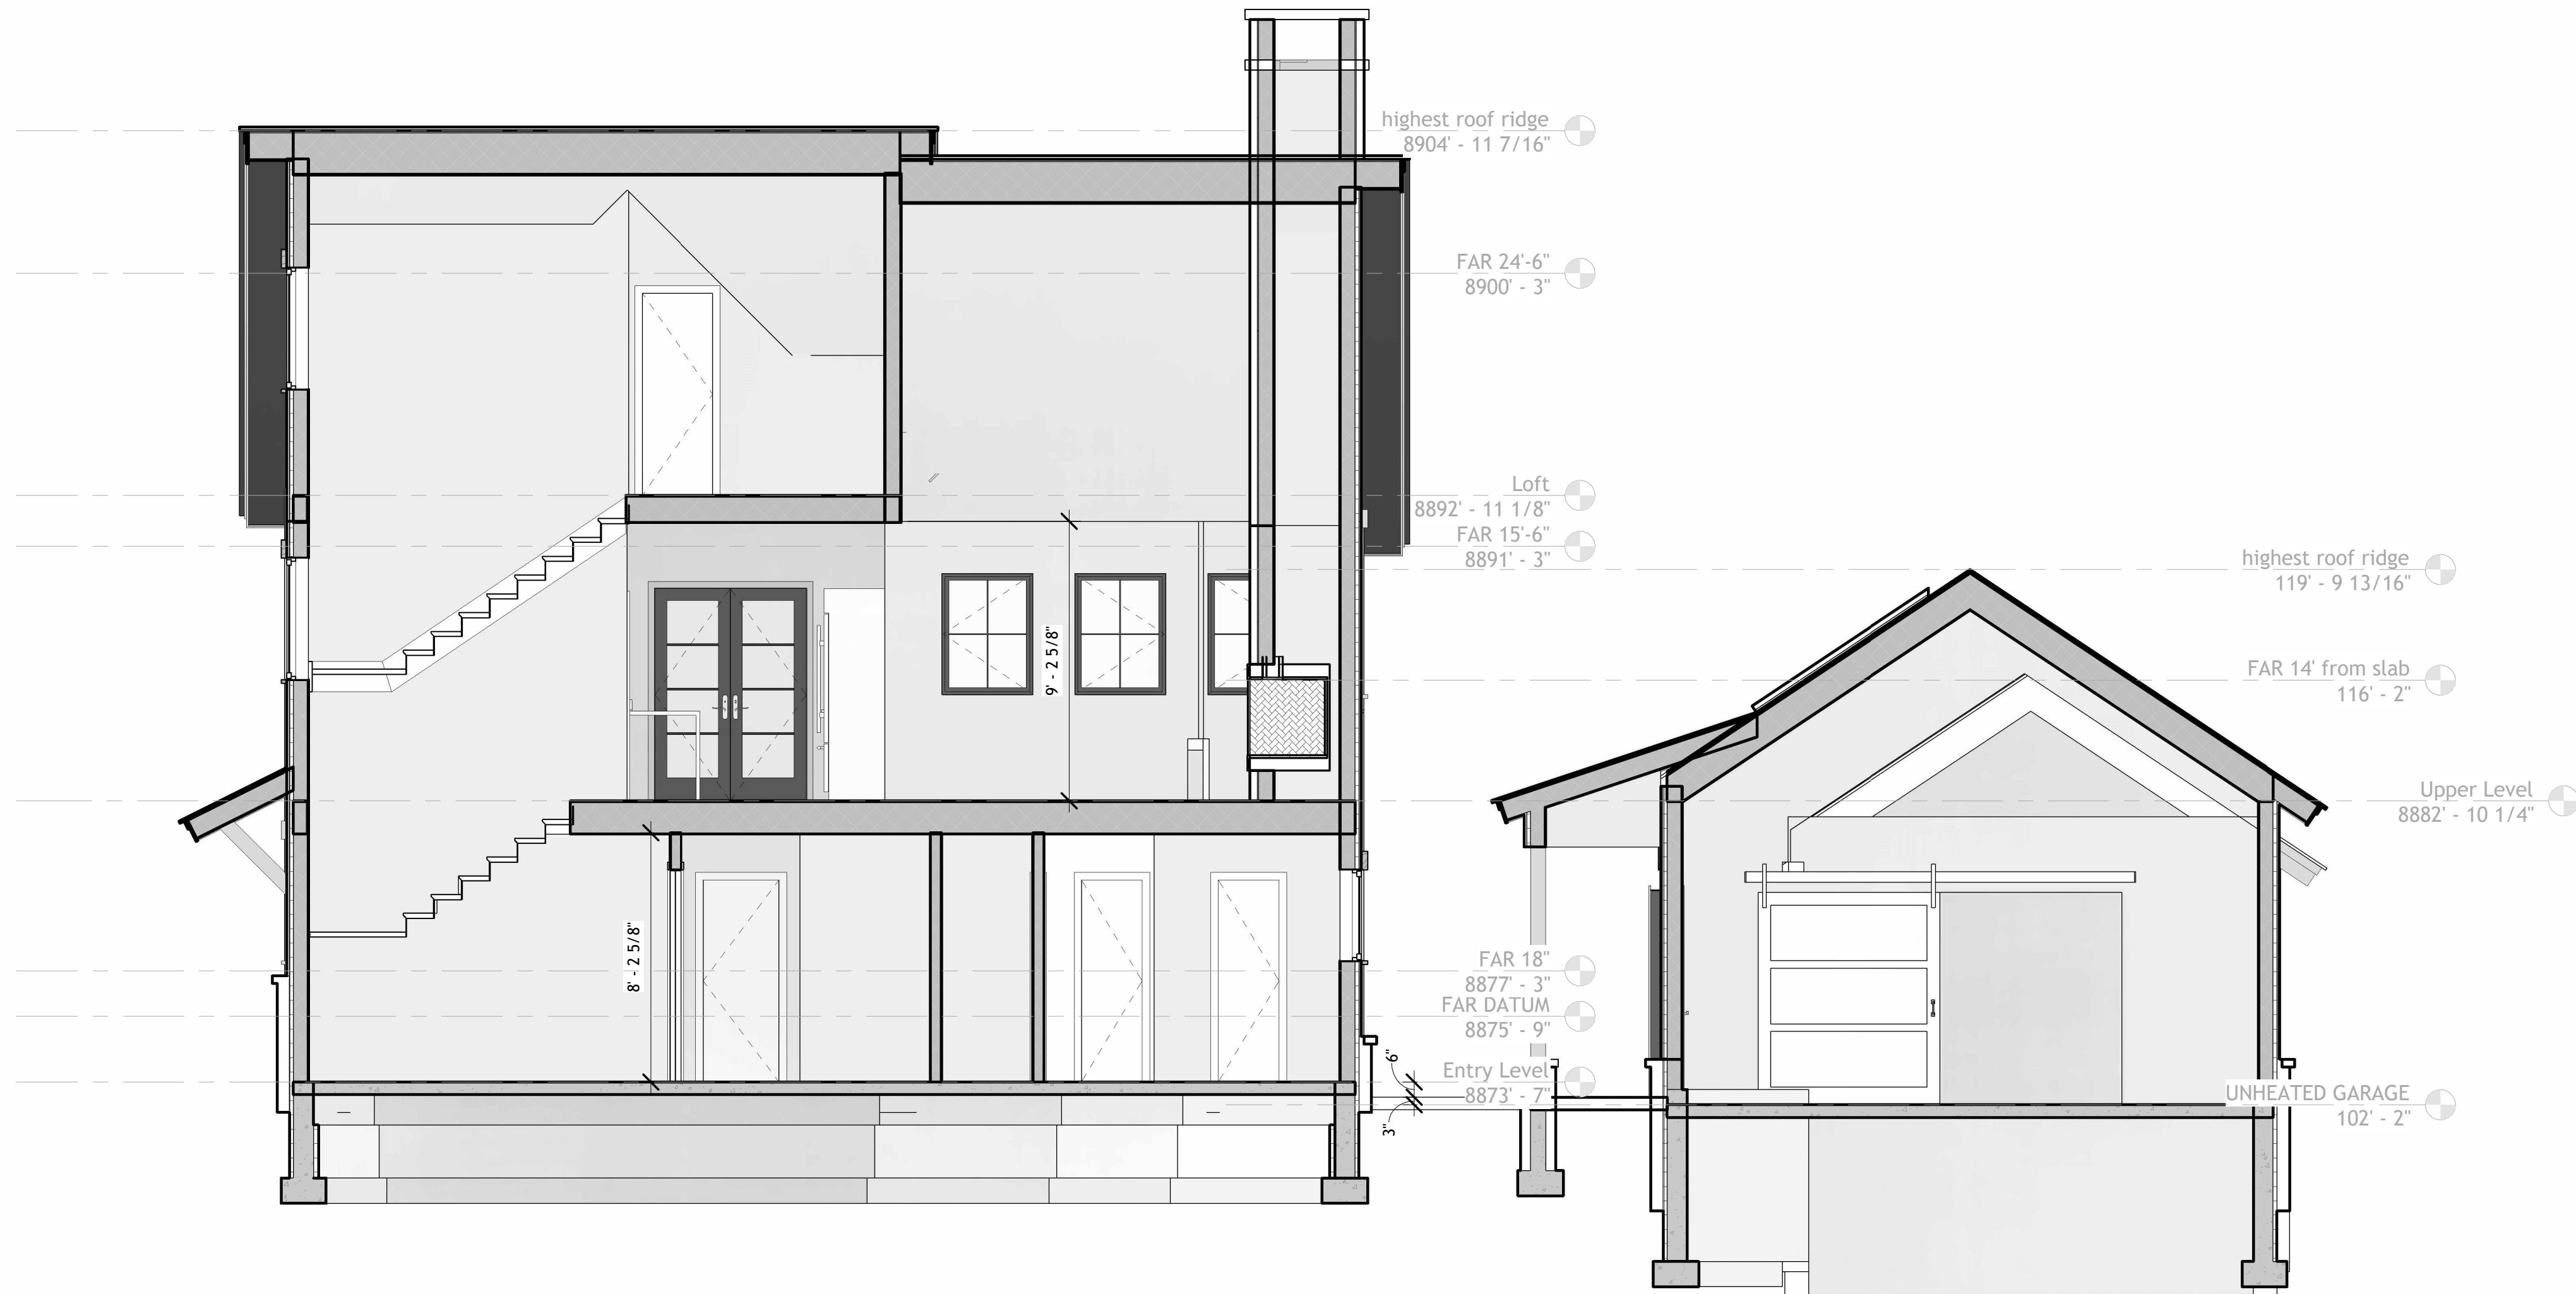 highest roof ridge
8904' - 11 7/16"
FAR 24'-6"
8900' - 3"
Loft
8892' - 11 1/8"
FAR 15'-6"
8891' - 3"
highest roof ridge
119' - 9 13/16"
9' - 2 5/8"
FAR 14' from slab
116' - 2"
Upper Level
8882' - 10 1/4"
8' - 2 5/8"
FAR 18"
8877' - 3"
FAR DATUM
8875' - 9"
6"
Entry Level
8873' - 7"
3"
UNHEATED GARAGE
102' - 2"